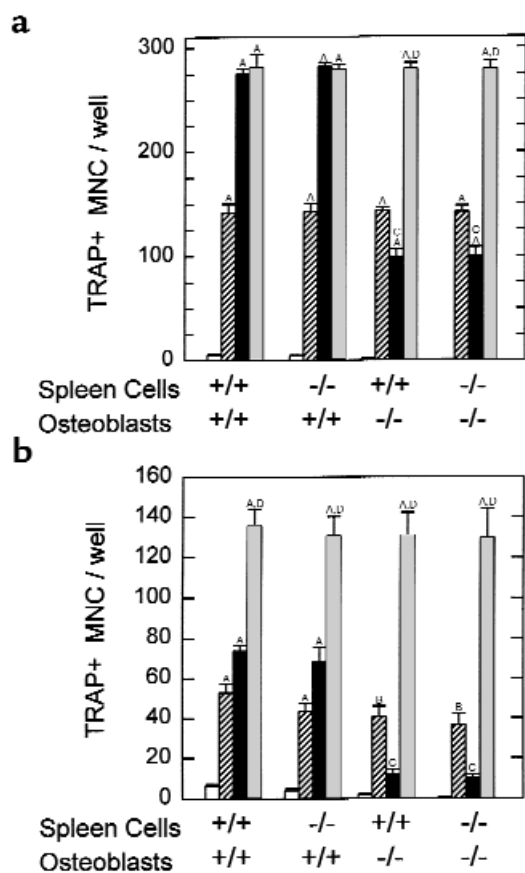 a
TRAP+ MNC / well
300
200
100
0
A A A
A A A
A C A A,D
A C A A,D
Spleen Cells +/+ -/- +/+ -/-
Osteoblasts +/+ +/+ -/- -/-
b
TRAP+ MNC / well
160
140
120
100
80
60
40
20
0
A A A,D
A A A,D
B C A,D
B C A,D
Spleen Cells +/+ -/- +/+ -/-
Osteoblasts +/+ +/+ -/- -/-